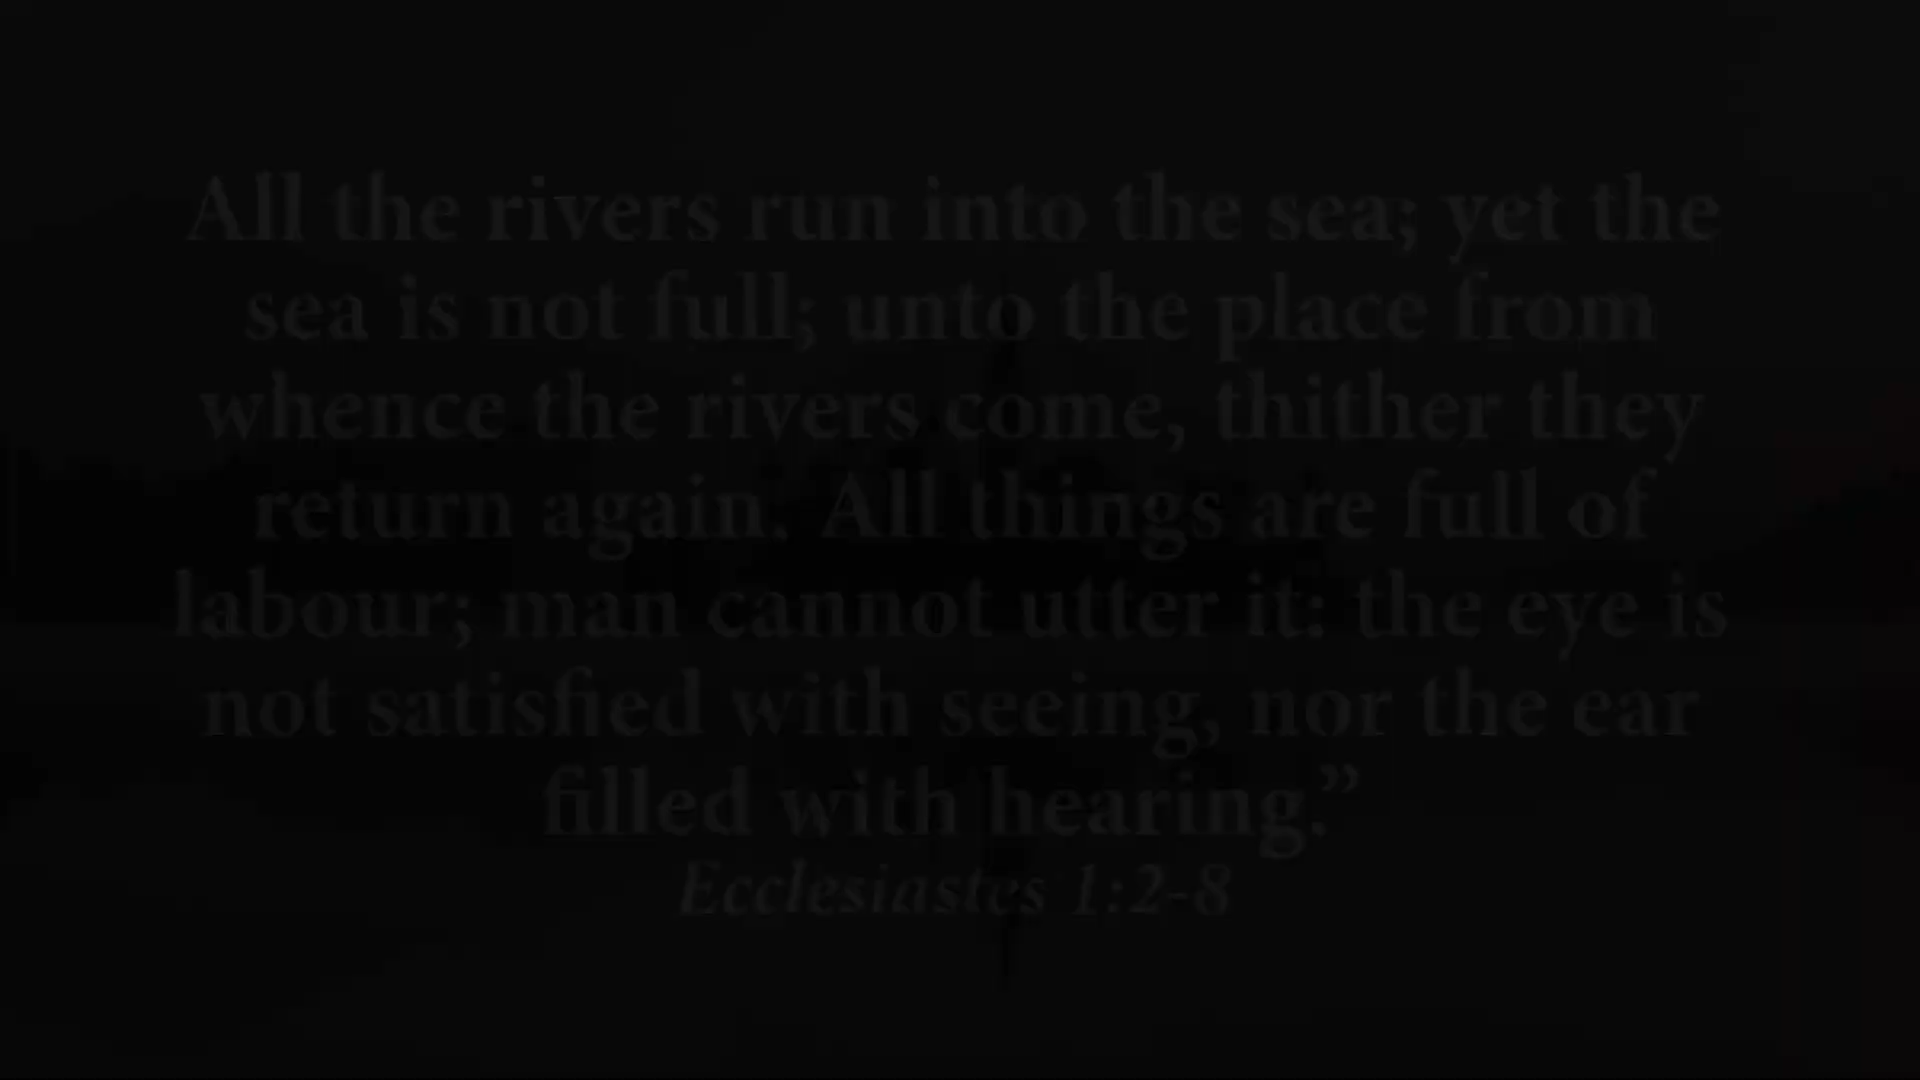 All the rivers run into the sea; yet the
sea is not full; unto the place from
whence the rivers come, thither they
return again. All things are full of
labour; man cannot utter it: the eye is
not satisfied with seeing, nor the ear
filled with hearing.”
Ecclesiastes 1:2-8